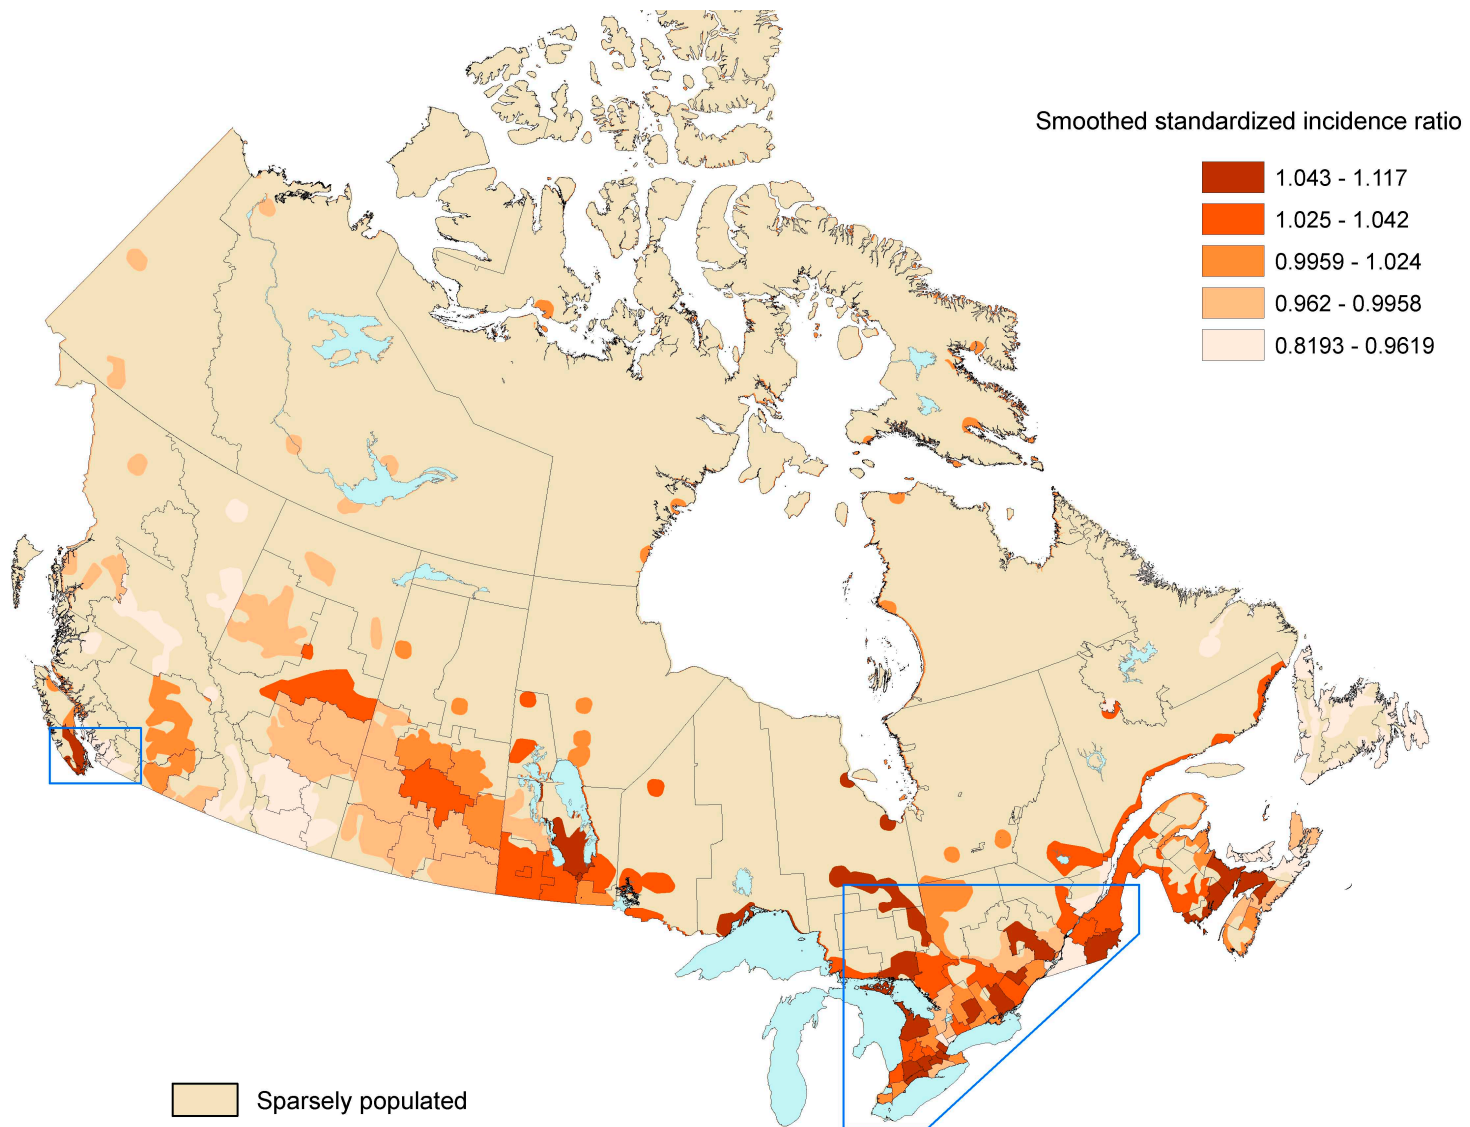 Smoothed standardized incidence ratio
1.043 - 1.117
1.025 - 1.042
0.9959 - 1.024
0.962 - 0.9958
0.8193 - 0.9619
Sparsely populated